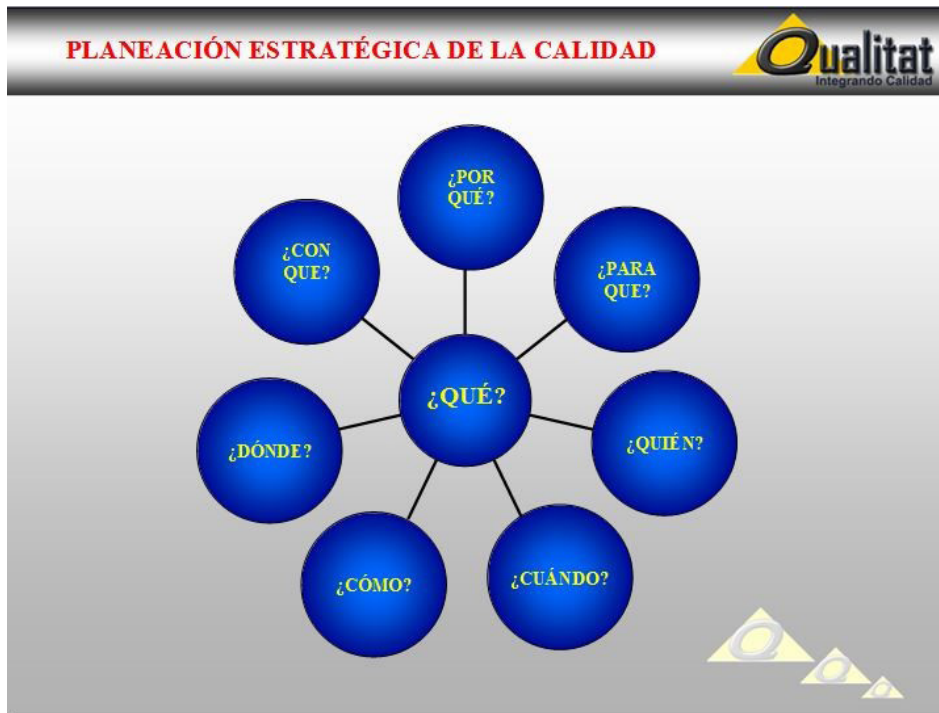 PLANEACIÓN ESTRATÉGICA DE LA CALIDAD
Qualitat
Integrando Calidad
¿POR
QUÉ?
¿CON
QUE?
¿PARA
QUE?
¿QUÉ?
¿DÓNDE?
¿QUIÉN?
¿CÓMO?
¿CUÁNDO?